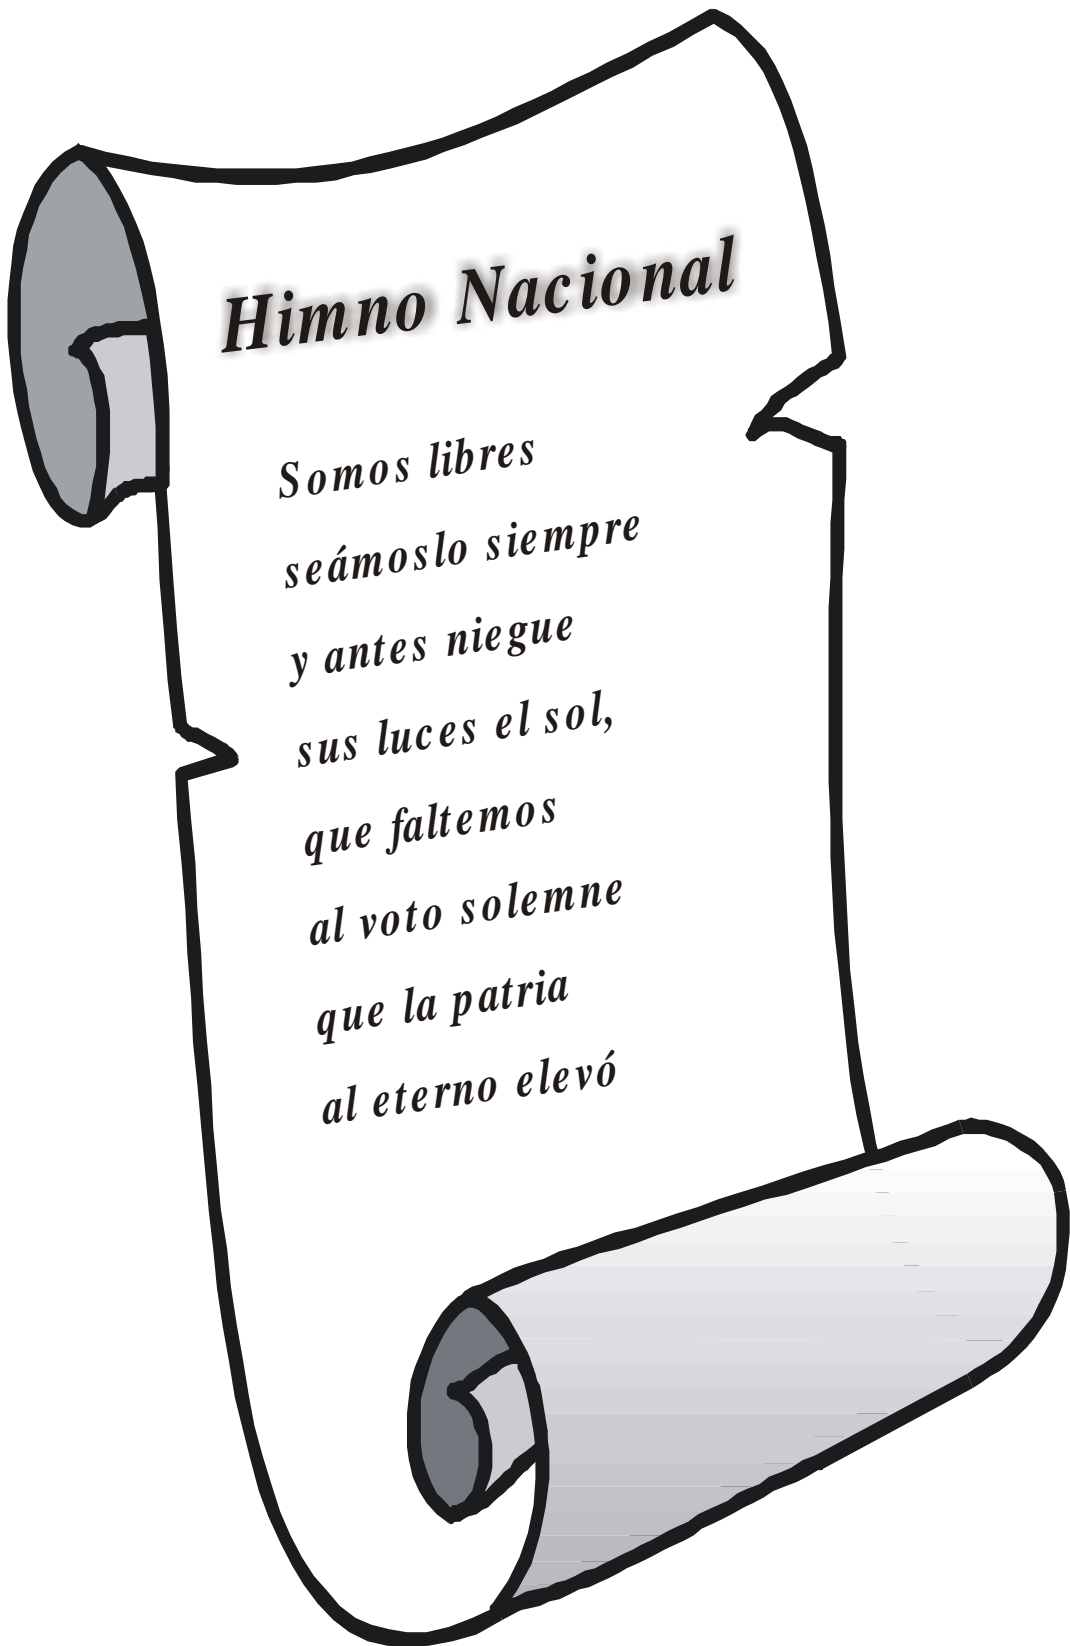 Himno Nacional
Somos libres
seámoslo siempre
y antes niegue
sus luces el sol,
que faltemos
al voto solemne
que la patria
al eterno elevó